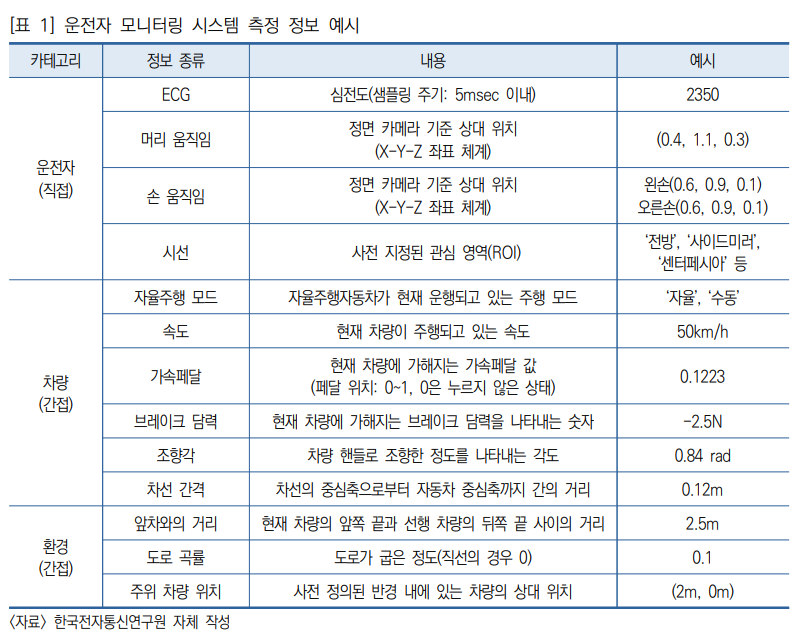 [표 1] 운전자 모니터링 시스템 측정 정보 예시
카테고리 정보 종류 내용 예시
운전자
(직접)
ECG 심전도(샘플링 주기: 5msec 이내) 2350
머리 움직임 정면 카메라 기준 상대 위치
(X-Y-Z 좌표 체계) (0.4, 1.1, 0.3)
손 움직임 정면 카메라 기준 상대 위치
(X-Y-Z 좌표 체계) 왼손(0.6, 0.9, 0.1)
오른손(0.6, 0.9, 0.1)
시선 사전 지정된 관심 영역(ROI) ‘전방’, ‘사이드미러’,
‘센터페시아’ 등
차량
(간접)
자율주행 모드 자율주행자동차가 현재 운행되고 있는 주행 모드 ‘자율’, ‘수동’
속도 현재 차량이 주행되고 있는 속도 50km/h
가속페달 현재 차량에 가해지는 가속페달 값
(페달 위치: 0~1, 0은 누르지 않은 상태) 0.1223
브레이크 담력 현재 차량에 가해지는 브레이크 담력을 나타내는 숫자 -2.5N
조향각 차량 핸들로 조향한 정도를 나타내는 각도 0.84 rad
차선 간격 차선의 중심축으로부터 자동차 중심축까지 간의 거리 0.12m
환경
(간접)
앞차와의 거리 현재 차량의 앞쪽 끝과 선행 차량의 뒤쪽 끝 사이의 거리 2.5m
도로 곡률 도로가 굽은 정도(직선의 경우 0) 0.1
주위 차량 위치 사전 정의된 반경 내에 있는 차량의 상대 위치 (2m, 0m)
<자료> 한국전자통신연구원 자체 작성